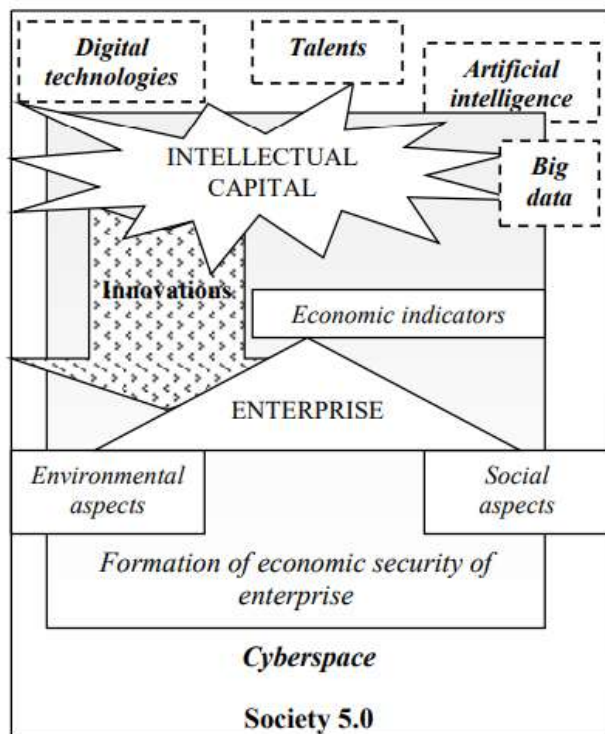 Digital
technologies
Talents
Artificial
intelligence
INTELLECTUAL
CAPITAL
Big
data
Innovations
Economic indicators
ENTERPRISE
Environmental
aspects
Social
aspects
Formation of economic security of
enterprise
Cyberspace
Society 5.0